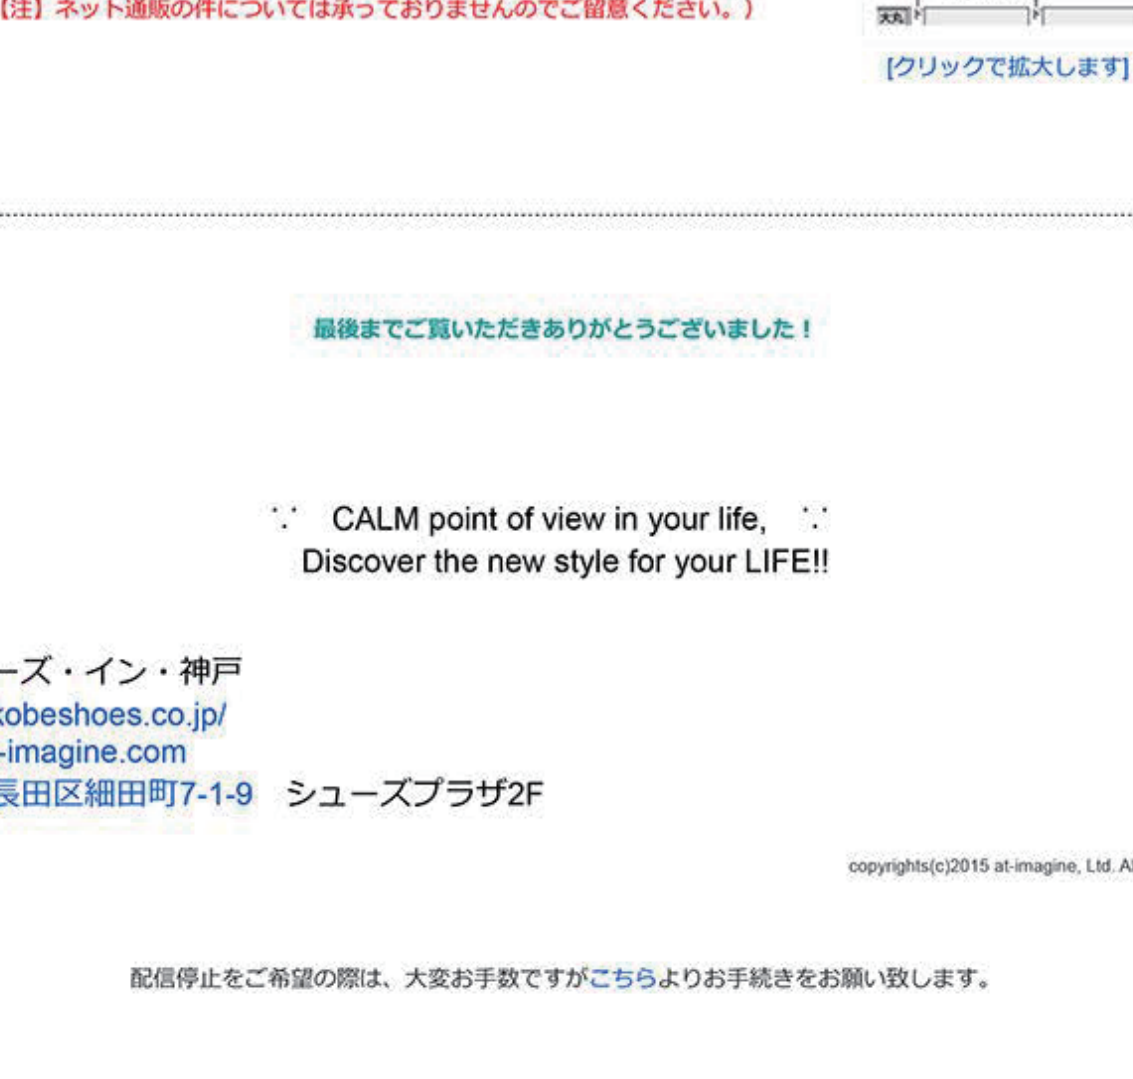 【注】ネット通販の件については承っておりませんのでご留意ください。)
大丸
[クリックで拡大します]
最後までご覧いただきありがとうございました!
∵ CALM point of view in your life, ∵
Discover the new style for your LIFE!!
ーズ・イン・神戸
kobeshoes.co.jp/
-imagine.com
長田区細田町7-1-9 シューズプラザ2F
copyrights(c)2015 at-imagine, Ltd. Al
配信停止をご希望の際は、大変お手数ですがこちらよりお手続きをお願い致します。